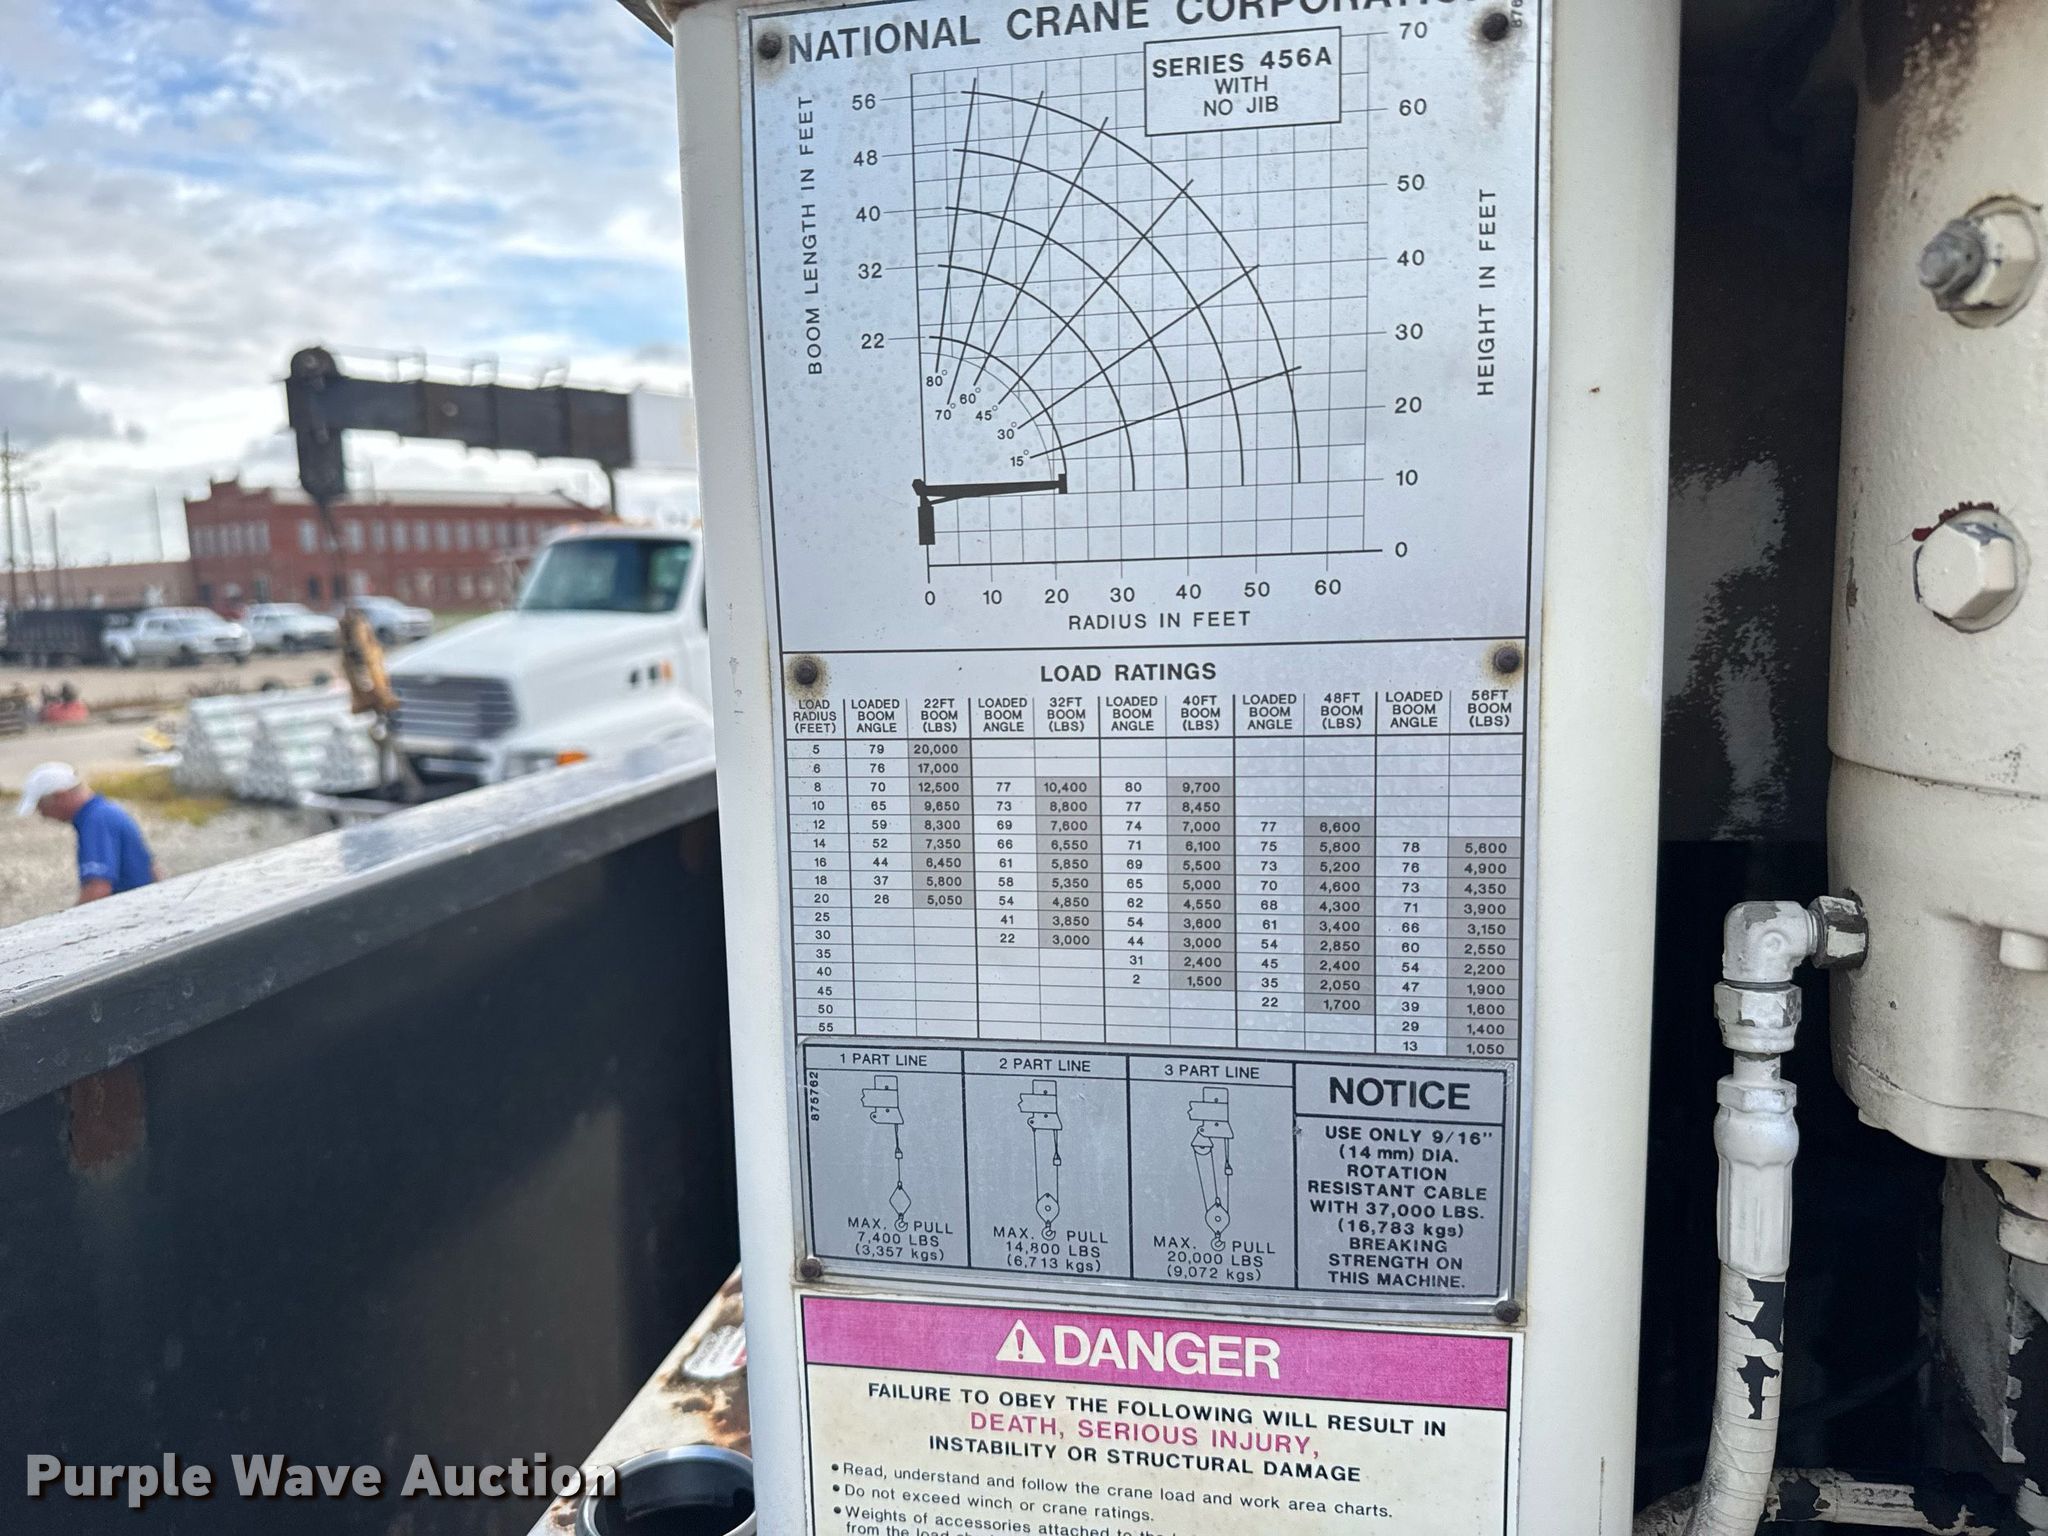 NATIONAL CRANE
SERIES 456A
WITH
NO JIB
BOOM LENGTH IN FEET
56
48
40
32
22
70
60
50
40
30
20
10
0
HEIGHT IN FEET
80°
70°
60°
45°
30°
15°
0 10 20 30 40 50 60
RADIUS IN FEET
LOAD RATINGS
LOAD RADIUS (FEET) LOADED BOOM ANGLE 22FT BOOM (LBS) LOADED BOOM ANGLE 32FT BOOM (LBS) LOADED BOOM ANGLE 40FT BOOM (LBS) LOADED BOOM ANGLE 48FT BOOM (LBS) LOADED BOOM ANGLE 56FT BOOM (LBS)
5 79 20,000
6 76 17,000
8 70 12,500 77 10,400 80 9,700
10 65 9,650 73 8,800 77 8,450
12 59 8,300 69 7,600 74 7,000 77 6,600
14 52 7,350 66 6,550 71 6,100 75 5,800 78 5,600
16 44 6,450 61 5,850 69 5,500 73 5,200 76 4,900
18 37 5,800 58 5,350 65 5,000 70 4,600 73 4,350
20 26 5,050 54 4,850 62 4,550 68 4,300 71 3,900
25 41 3,850 54 3,600 61 3,400 66 3,150
30 22 3,000 44 3,000 54 2,850 60 2,550
35 31 2,400 45 2,400 54 2,200
40 2 1,500 35 2,050 47 1,900
45 22 1,700 39 1,600
50 29 1,400
55 13 1,050
875762
1 PART LINE
MAX. PULL
7,400 LBS
(3,357 kgs)
2 PART LINE
MAX. PULL
14,800 LBS
(6,713 kgs)
3 PART LINE
MAX. PULL
20,000 LBS
(9,072 kgs)
NOTICE
USE ONLY 9/16"
(14 mm) DIA.
ROTATION
RESISTANT CABLE
WITH 37,000 LBS.
(16,783 kgs)
BREAKING
STRENGTH ON
THIS MACHINE.
DANGER
FAILURE TO OBEY THE FOLLOWING WILL RESULT IN
DEATH, SERIOUS INJURY,
INSTABILITY OR STRUCTURAL DAMAGE
• Read, understand and follow the crane load and work area charts.
• Do not exceed winch or crane ratings.
• Weights of accessories attached to
from the
Purple Wave Auction